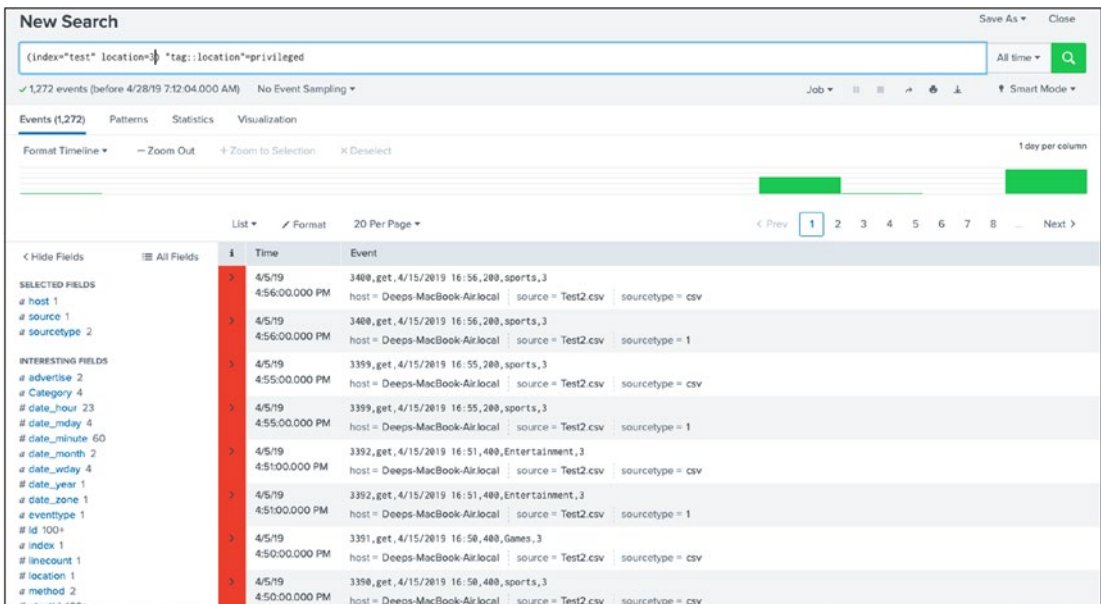 New Search
Save As ▾ Close
(index="test" location=3) "tag::location"=privileged
All time ▾
✓ 1,272 events (before 4/28/19 7:12:04.000 AM) No Event Sampling ▾
Job ▾ Smart Mode ▾
Events (1,272) Patterns Statistics Visualization
Format Timeline ▾ — Zoom Out + Zoom to Selection × Deselect
1 day per column
List ▾ Format 20 Per Page ▾
< Prev 1 2 3 4 5 6 7 8 ... Next >
< Hide Fields All Fields
i Time Event
SELECTED FIELDS
a host 1
a source 1
a sourcetype 2
INTERESTING FIELDS
a advertise 2
a Category 4
# date_hour 23
# date_mday 4
# date_minute 60
a date_month 2
a date_wday 4
# date_year 1
a date_zone 1
a eventtype 1
# Id 100+
a index 1
# linecount 1
# location 1
a method 2
> 4/5/19 3400,get,4/15/2019 16:56,200,sports,3
4:56:00.000 PM host = Deeps-MacBook-Air.local source = Test2.csv sourcetype = csv
> 4/5/19 3400,get,4/15/2019 16:56,200,sports,3
4:56:00.000 PM host = Deeps-MacBook-Air.local source = Test2.csv sourcetype = 1
> 4/5/19 3399,get,4/15/2019 16:55,200,sports,3
4:55:00.000 PM host = Deeps-MacBook-Air.local source = Test2.csv sourcetype = csv
> 4/5/19 3399,get,4/15/2019 16:55,200,sports,3
4:55:00.000 PM host = Deeps-MacBook-Air.local source = Test2.csv sourcetype = 1
> 4/5/19 3392,get,4/15/2019 16:51,400,Entertainment,3
4:51:00.000 PM host = Deeps-MacBook-Air.local source = Test2.csv sourcetype = csv
> 4/5/19 3392,get,4/15/2019 16:51,400,Entertainment,3
4:51:00.000 PM host = Deeps-MacBook-Air.local source = Test2.csv sourcetype = 1
> 4/5/19 3391,get,4/15/2019 16:50,400,Games,3
4:50:00.000 PM host = Deeps-MacBook-Air.local source = Test2.csv sourcetype = csv
> 4/5/19 3390,get,4/15/2019 16:50,400,sports,3
4:50:00.000 PM host = Deeps-MacBook-Air.local source = Test2.csv sourcetype = csv